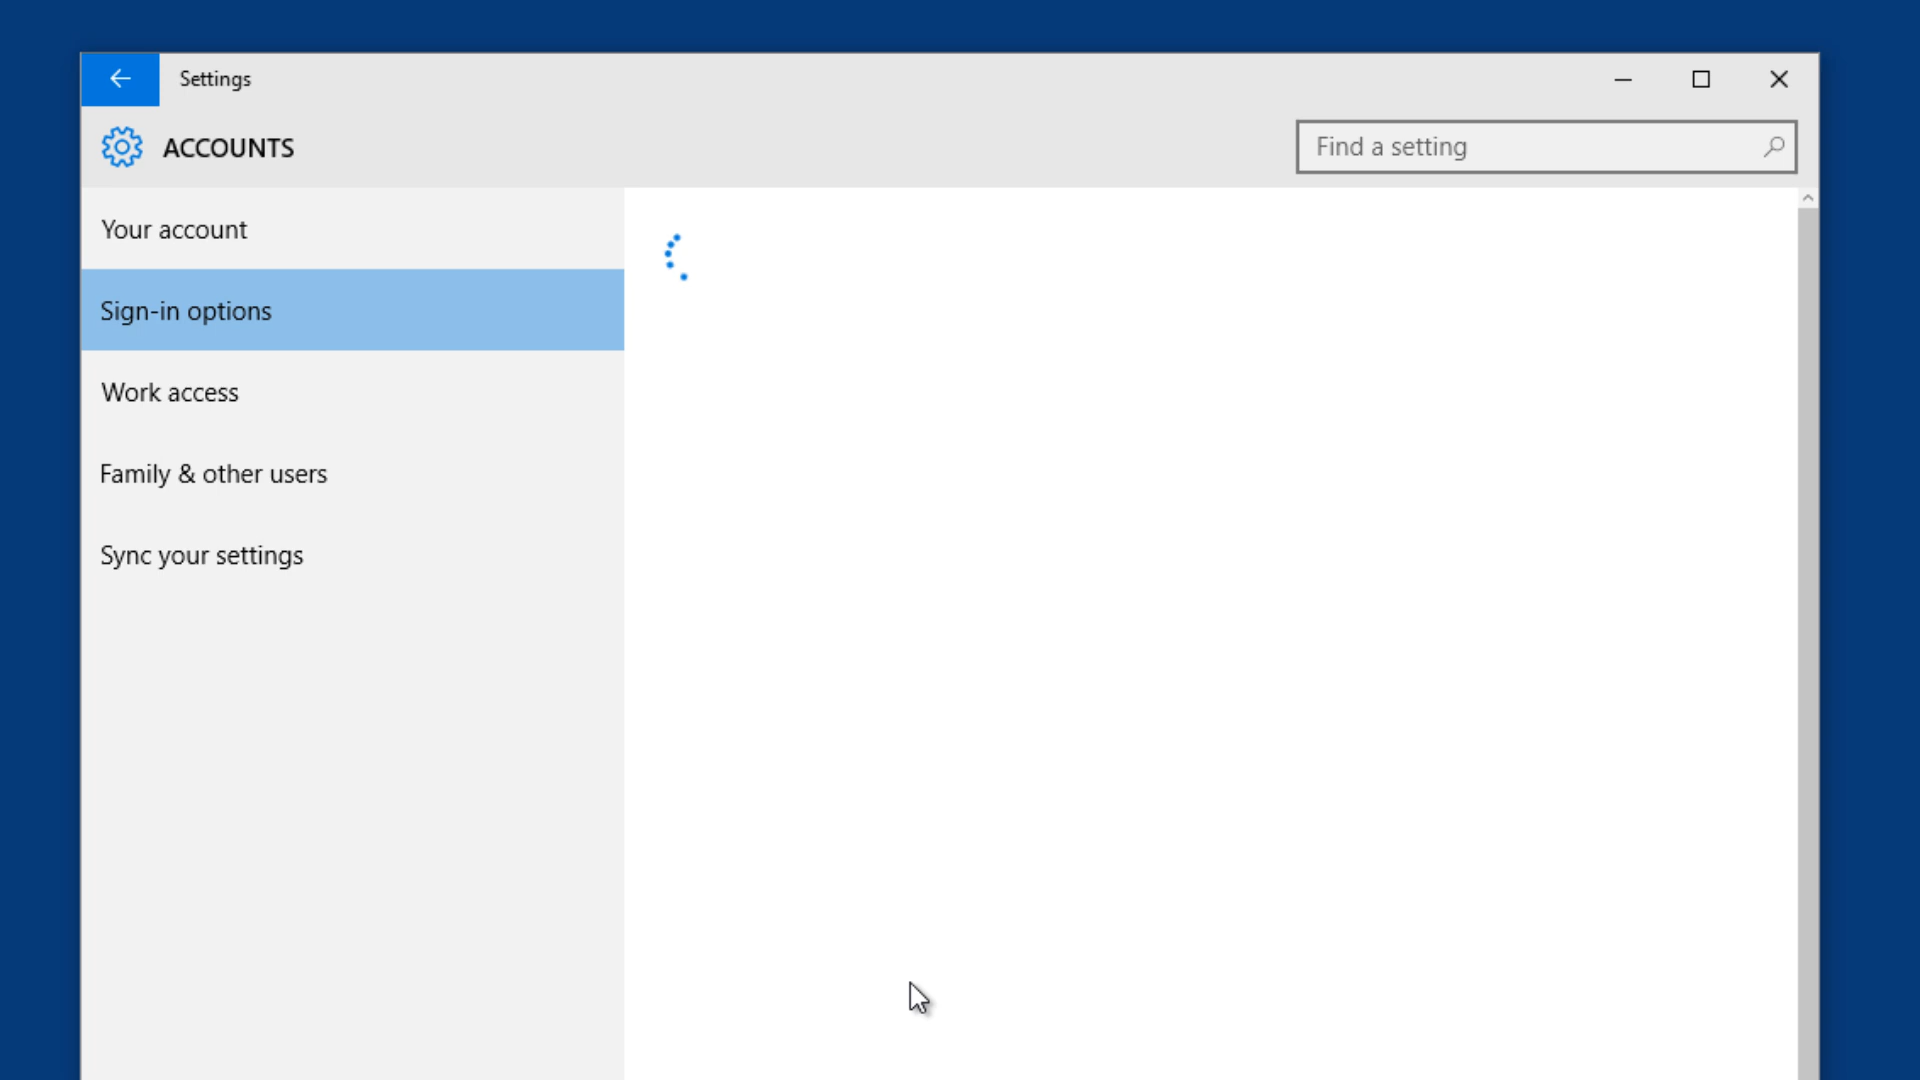 Settings
ACCOUNTS
Find a setting
Your account
Sign-in options
Work access
Family & other users
Sync your settings